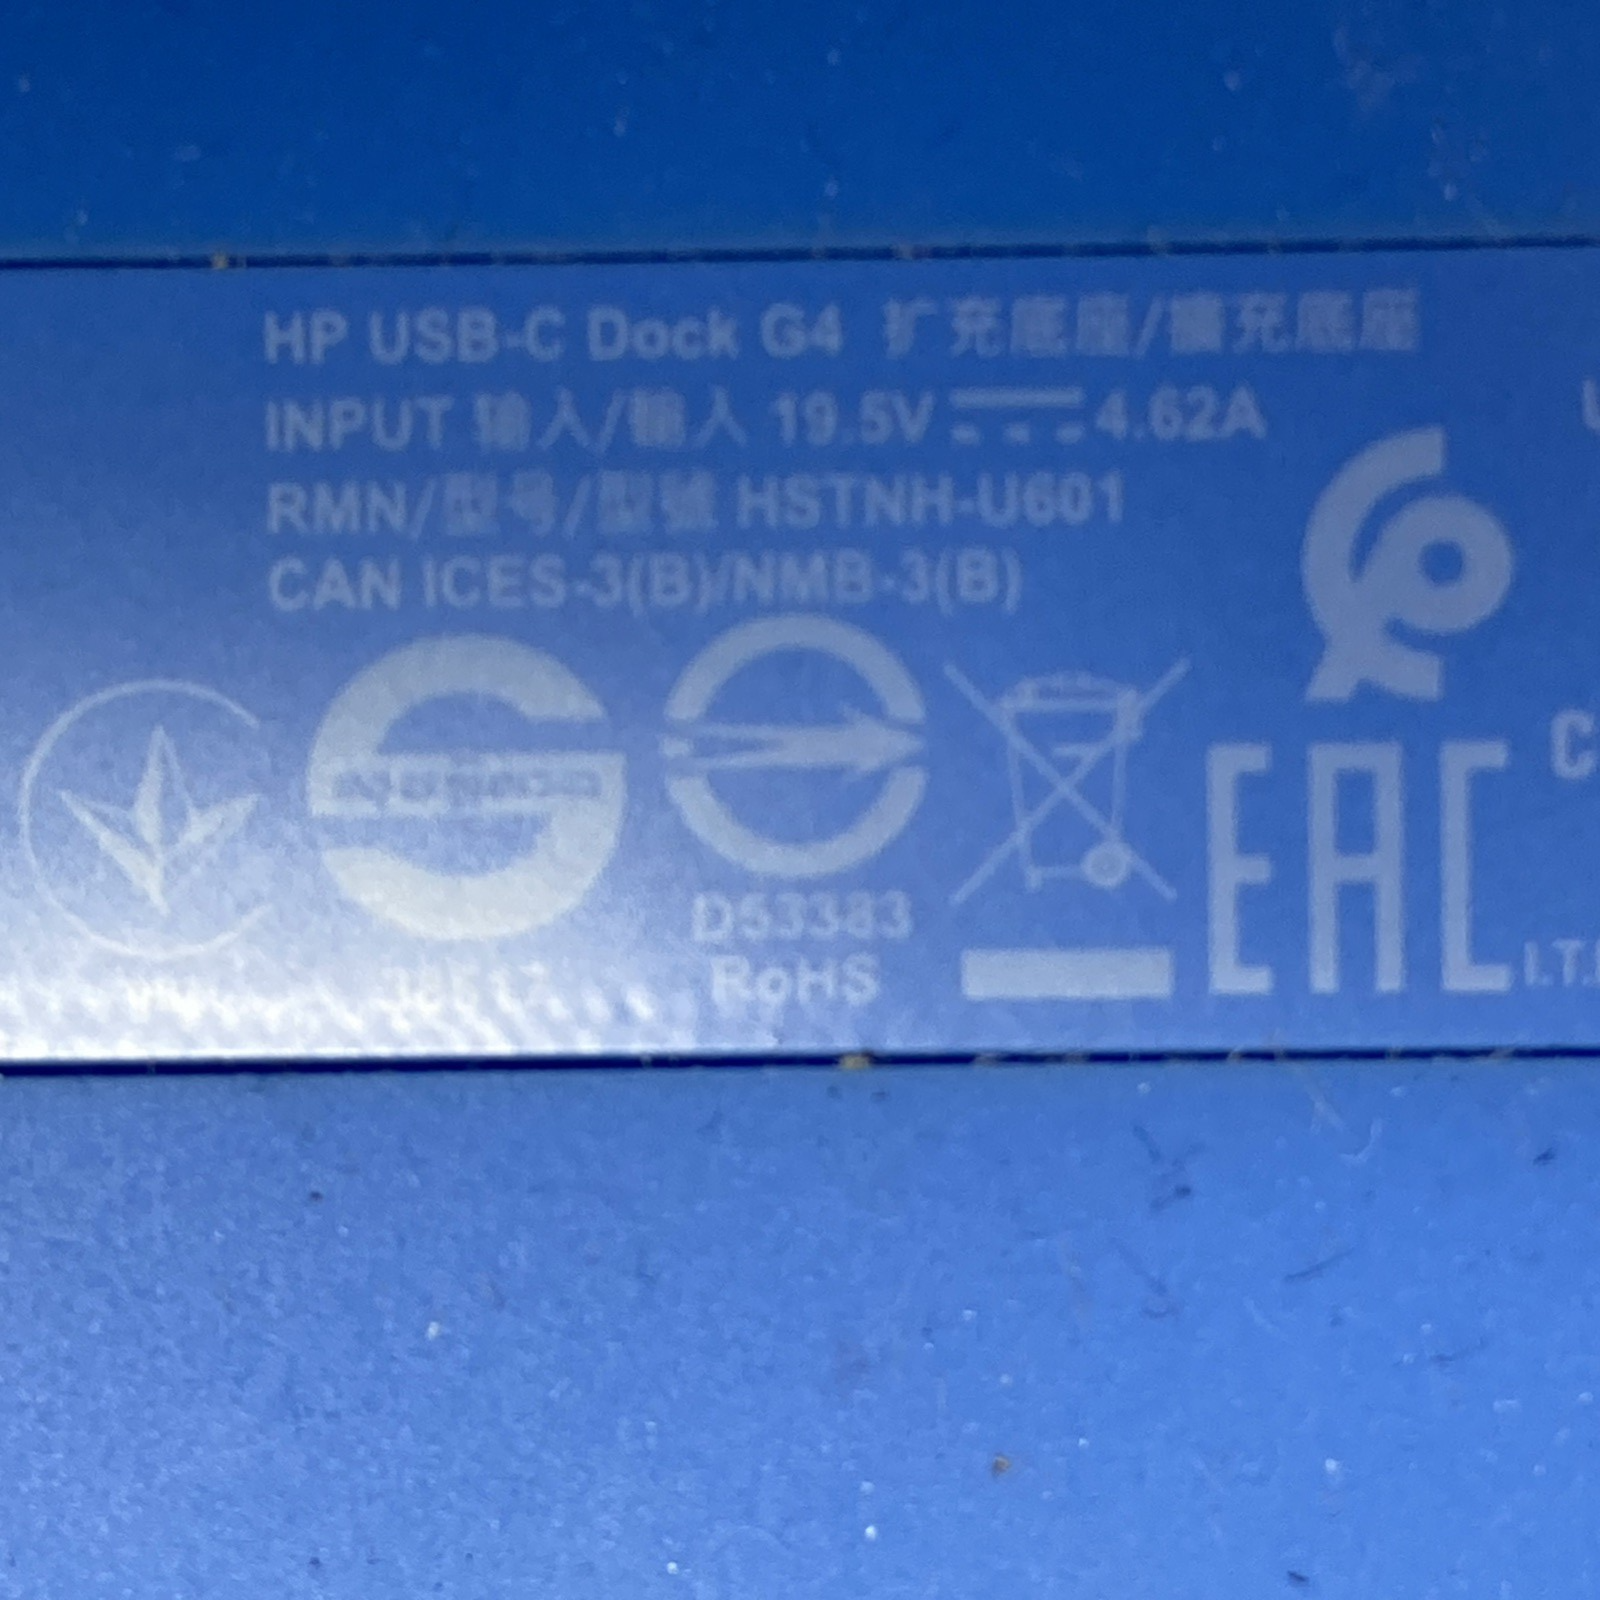 HP USB-C Dock G4 扩充底座/擴充底座
INPUT 输入/輸入 19.5V 4.62A
RMN/型号/型號 HSTNH-U601
CAN ICES-3(B)/NMB-3(B)
D53383
RoHS
EAC